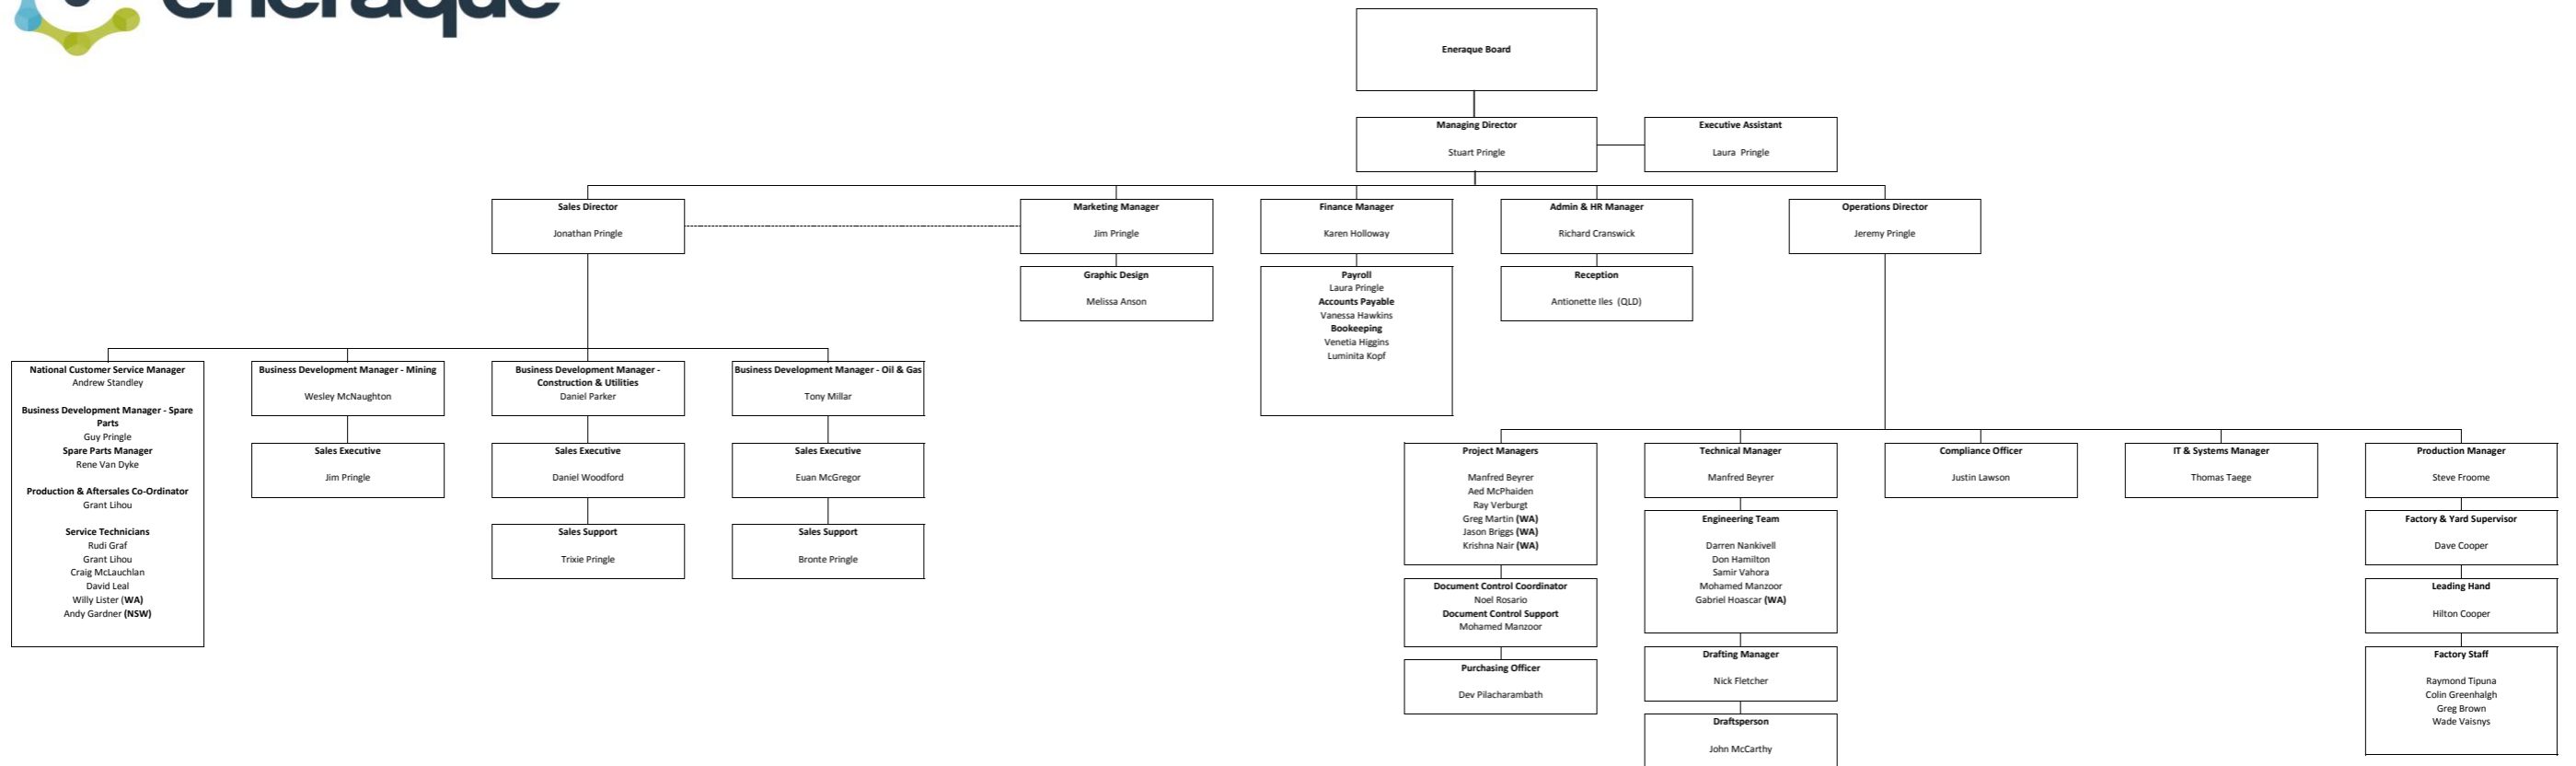 eneraque
Eneraque Board
Managing Director
Stuart Pringle
Executive Assistant
Laura Pringle
Sales Director
Jonathan Pringle
Marketing Manager
Jim Pringle
Finance Manager
Karen Holloway
Admin & HR Manager
Richard Cranswick
Operations Director
Jeremy Pringle
Graphic Design
Melissa Anson
Payroll
Laura Pringle
Accounts Payable
Vanessa Hawkins
Bookeeping
Venetia Higgins
Luminita Kopf
Reception
Antionette Iles (QLD)
National Customer Service Manager
Andrew Standley
Business Development Manager - Spare
Parts
Guy Pringle
Spare Parts Manager
Rene Van Dyke
Production & Aftersales Co-Ordinator
Grant Lihou
Service Technicians
Rudi Graf
Grant Lihou
Craig McLauchlan
David Leal
Willy Lister (WA)
Andy Gardner (NSW)
Business Development Manager - Mining
Wesley McNaughton
Sales Executive
Jim Pringle
Business Development Manager -
Construction & Utilities
Daniel Parker
Sales Executive
Daniel Woodford
Sales Support
Trixie Pringle
Business Development Manager - Oil & Gas
Tony Millar
Sales Executive
Euan McGregor
Sales Support
Bronte Pringle
Project Managers
Manfred Beyrer
Aed McPhaiden
Ray Verburgt
Greg Martin (WA)
Jason Briggs (WA)
Krishna Nair (WA)
Document Control Coordinator
Noel Rosario
Document Control Support
Mohamed Manzoor
Purchasing Officer
Dev Pilacharambath
Technical Manager
Manfred Beyrer
Engineering Team
Darren Nankivell
Don Hamilton
Samir Vahora
Mohamed Manzoor
Gabriel Hoascar (WA)
Drafting Manager
Nick Fletcher
Draftsperson
John McCarthy
Compliance Officer
Justin Lawson
IT & Systems Manager
Thomas Taege
Production Manager
Steve Froome
Factory & Yard Supervisor
Dave Cooper
Leading Hand
Hilton Cooper
Factory Staff
Raymond Tipuna
Colin Greenhalgh
Greg Brown
Wade Vaisnys